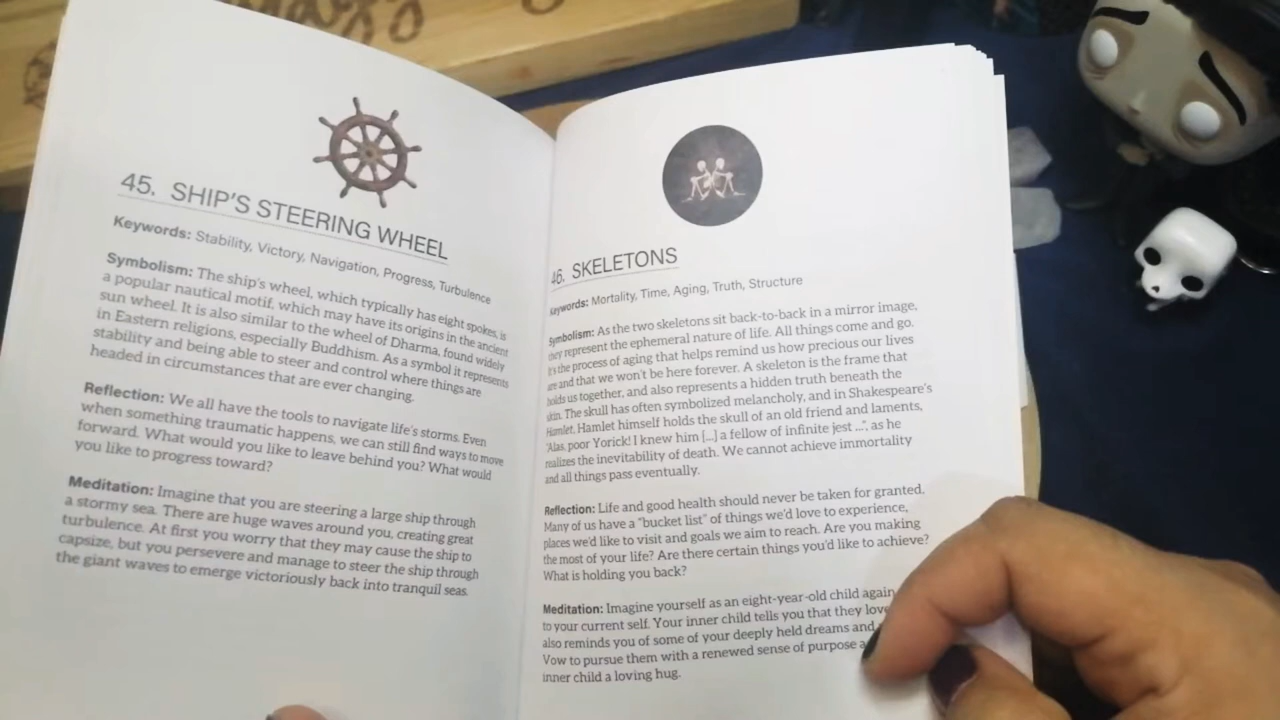 45. SHIP'S STEERING WHEEL
Keywords: Stability, Victory, Navigation, Progress, Turbulence
Symbolism: The ship's wheel, which typically has eight spokes, is
a popular nautical motif, which may have its origins in the ancient
sun wheel. It is also similar to the wheel of Dharma, found widely
in Eastern religions, especially Buddhism. As a symbol it represents
stability and being able to steer and control where things are
headed in circumstances that are ever changing.
Reflection: We all have the tools to navigate life's storms. Even
when something traumatic happens, we can still find ways to move
forward. What would you like to leave behind you? What would
you like to progress toward?
Meditation: Imagine that you are steering a large ship through
a stormy sea. There are huge waves around you, creating great
turbulence. At first you worry that they may cause the ship to
capsize, but you persevere and manage to steer the ship through
the giant waves to emerge victoriously back into tranquil seas.
46. SKELETONS
Keywords: Mortality, Time, Aging, Truth, Structure
Symbolism: As the two skeletons sit back-to-back in a mirror image,
they represent the ephemeral nature of life. All things come and go.
It's the process of aging that helps remind us how precious our lives
are and that we won't be here forever. A skeleton is the frame that
holds us together, and also represents a hidden truth beneath the
skin. The skull has often symbolized melancholy, and in Shakespeare's
Hamlet, Hamlet himself holds the skull of an old friend and laments,
"Alas, poor Yorick! I knew him [...] a fellow of infinite jest ...", as he
realizes the inevitability of death. We cannot achieve immortality
and all things pass eventually.
Reflection: Life and good health should never be taken for granted.
Many of us have a "bucket list" of things we'd love to experience,
places we'd like to visit and goals we aim to reach. Are you making
the most of your life? Are there certain things you'd like to achieve?
What is holding you back?
Meditation: Imagine yourself as an eight-year-old child again
to your current self. Your inner child tells you that they love
also reminds you of some of your deeply held dreams and
Vow to pursue them with a renewed sense of purpose
inner child a loving hug.